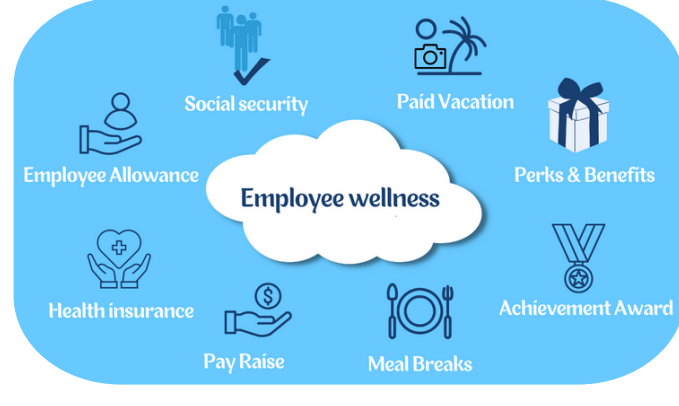 Social security
Paid Vacation
Employee Allowance
Perks & Benefits
Employee wellness
Health insurance
Achievement Award
Pay Raise
Meal Breaks
$